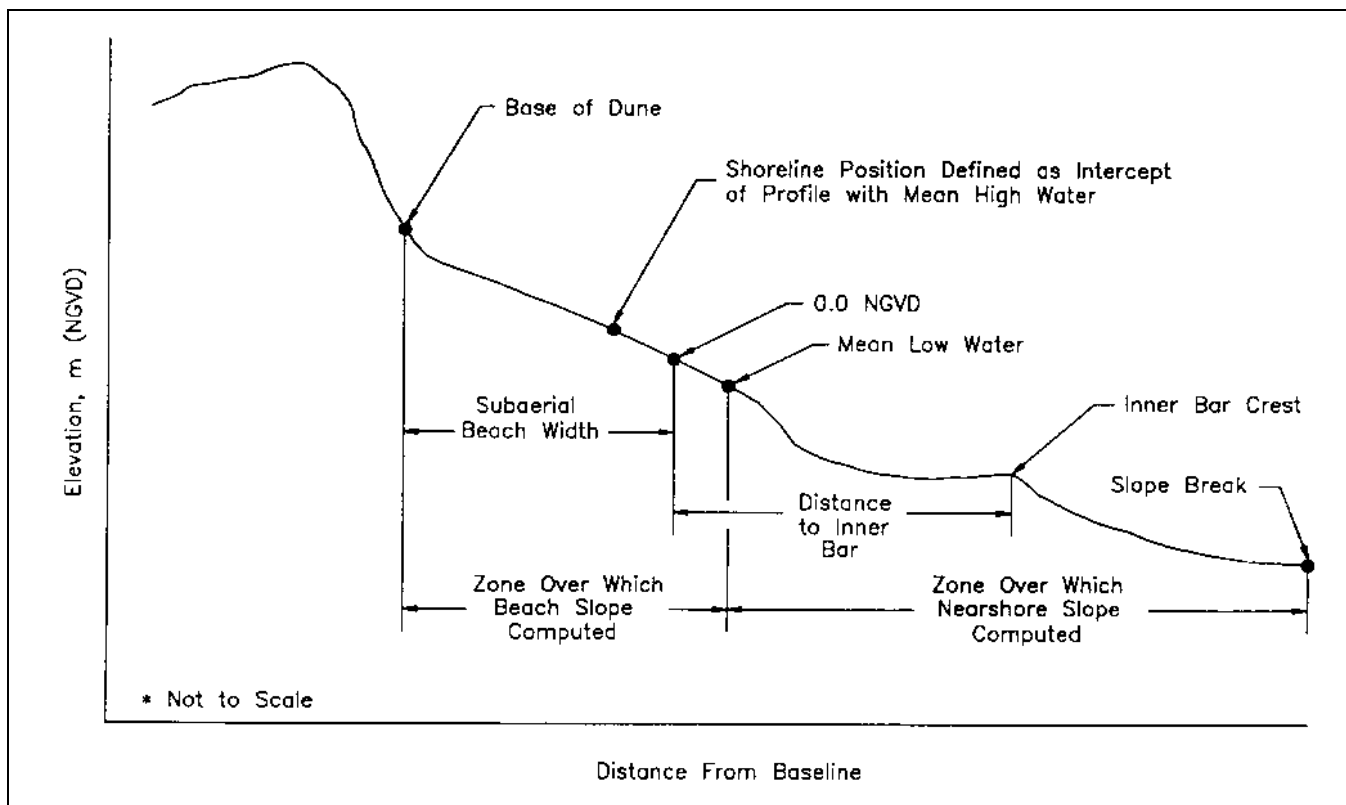 Base of Dune
Shoreline Position Defined as Intercept
of Profile with Mean High Water
0.0 NGVD
Mean Low Water
Subaerial
Beach Width
Inner Bar Crest
Slope Break
Distance
to Inner
Bar
Zone Over Which
Beach Slope
Computed
Zone Over Which
Nearshore Slope
Computed
Elevation, m (NGVD)
* Not to Scale
Distance From Baseline